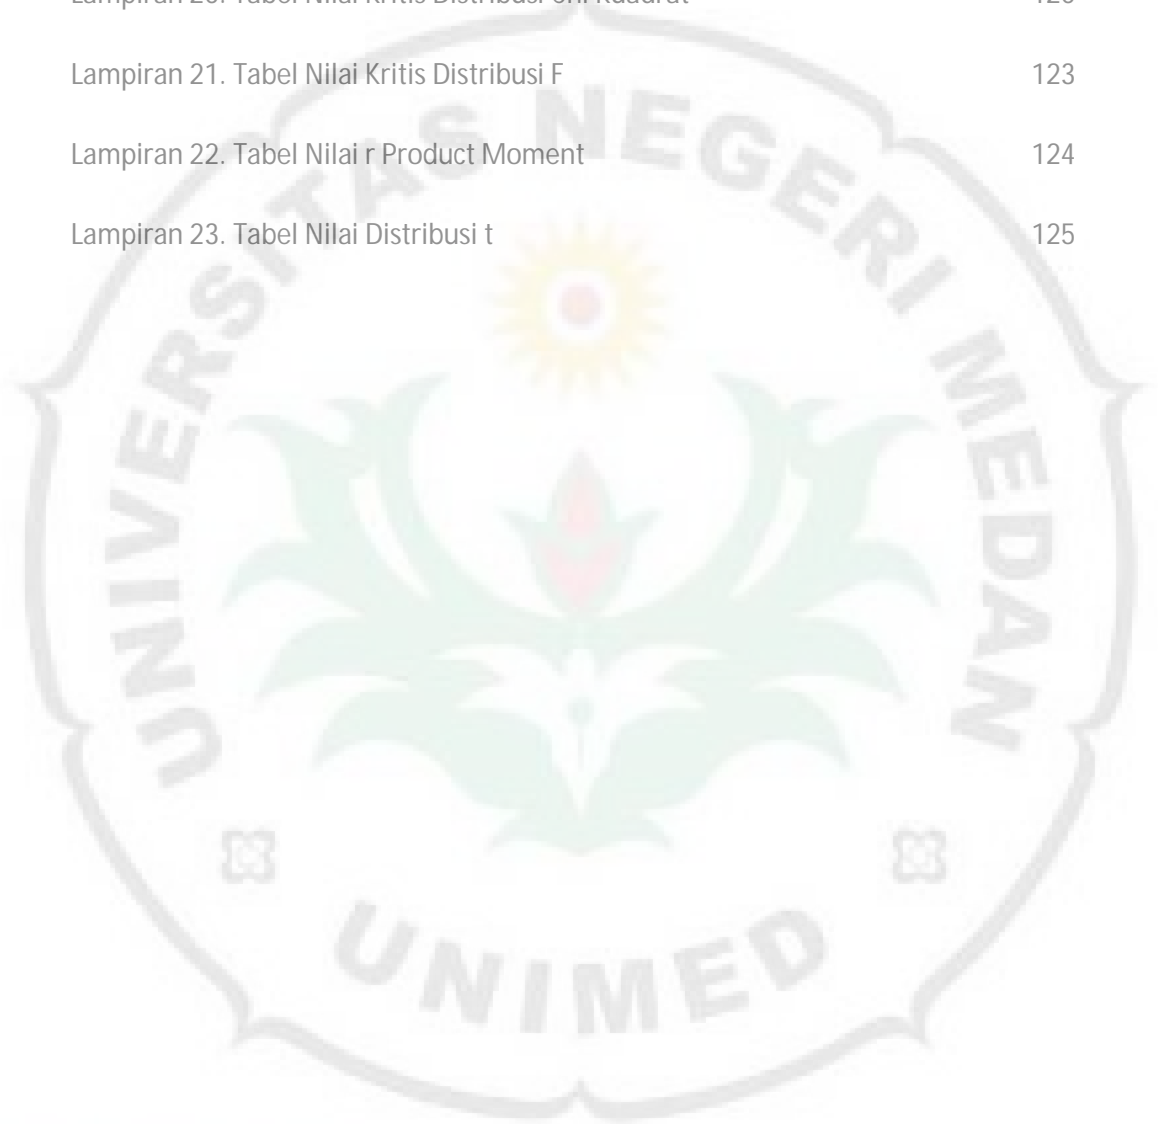 Lampiran 21. Tabel Nilai Kritis Distribusi F 123
Lampiran 22. Tabel Nilai r Product Moment 124
Lampiran 23. Tabel Nilai Distribusi t 125
UNIVERSITAS NEGERI MEDAN
UNIMED